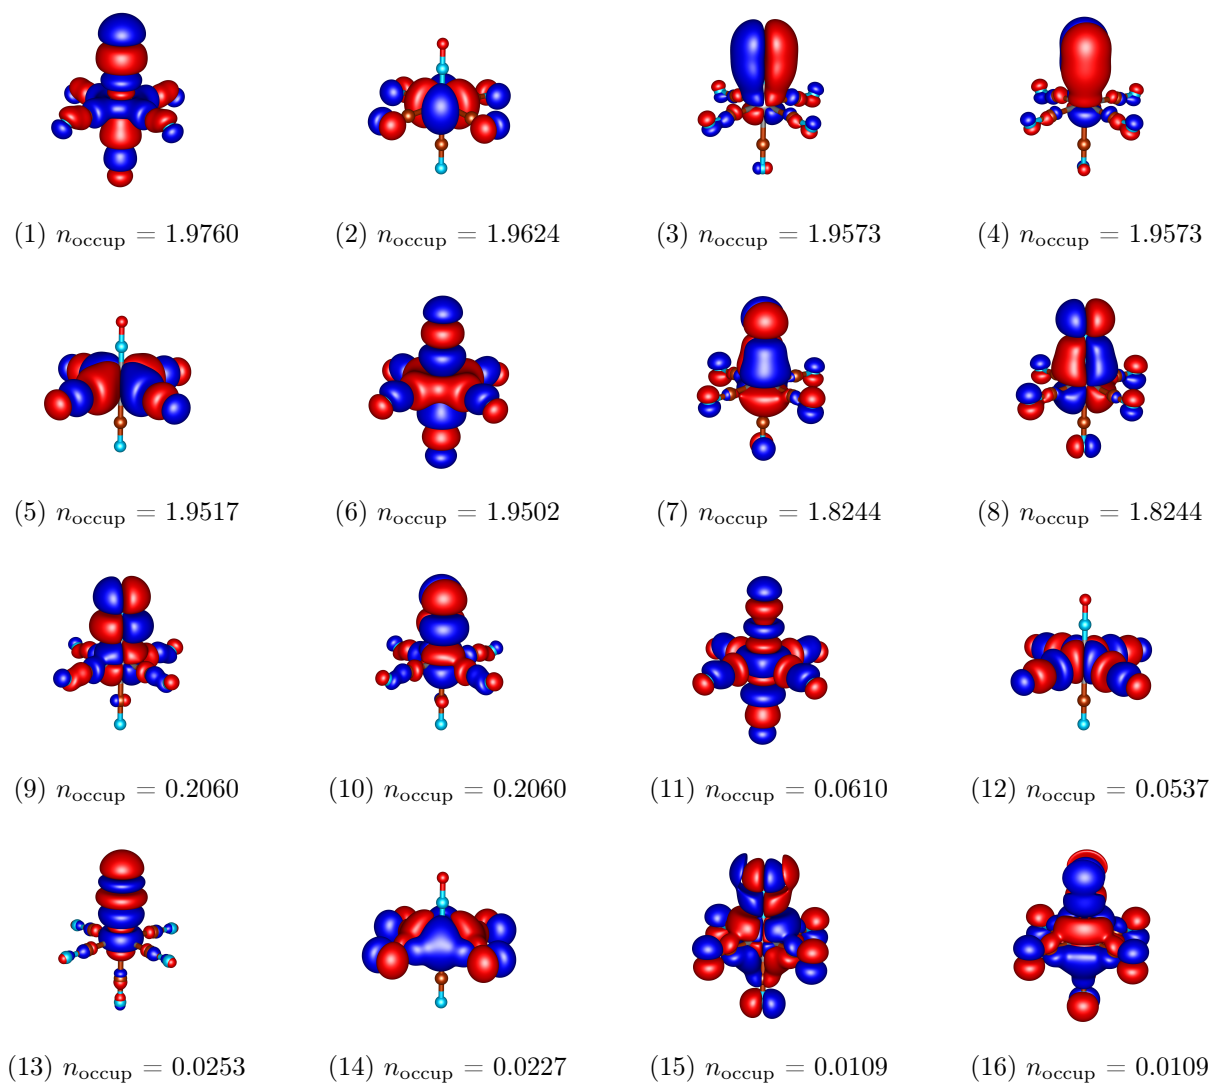 (1) n_occup = 1.9760
(2) n_occup = 1.9624
(3) n_occup = 1.9573
(4) n_occup = 1.9573
(5) n_occup = 1.9517
(6) n_occup = 1.9502
(7) n_occup = 1.8244
(8) n_occup = 1.8244
(9) n_occup = 0.2060
(10) n_occup = 0.2060
(11) n_occup = 0.0610
(12) n_occup = 0.0537
(13) n_occup = 0.0253
(14) n_occup = 0.0227
(15) n_occup = 0.0109
(16) n_occup = 0.0109